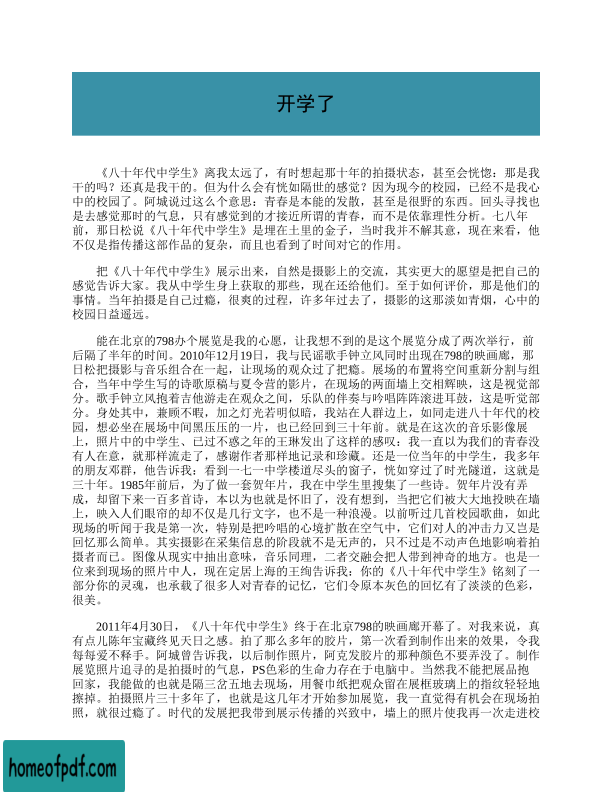 开学了
《八十年代中学生》离我太远了，有时想起那十年的拍摄状态，甚至会恍惚：那是我
干的吗？还真是我干的。但为什么会有恍如隔世的感觉？因为现今的校园，已经不是我心
中的校园了。阿城说过这么个意思：青春是本能的发散，甚至是很野的东西。回头寻找也
是去感觉那时的气息，只有感觉到的才接近所谓的青春，而不是依靠理性分析。七八年
前，那日松说《八十年代中学生》是埋在土里的金子，当时我并不解其意，现在来看，他
不仅是指传播这部作品的复杂，而且也看到了时间对它的作用。
把《八十年代中学生》展示出来，自然是摄影上的交流，其实更大的愿望是把自己的
感觉告诉大家。我从中学生身上获取的那些，现在还给他们。至于如何评价，那是他们的
事情。当年拍摄是自己过瘾，很爽的过程，许多年过去了，摄影的这那淡如青烟，心中的
校园日益遥远。
能在北京的798办个展览是我的心愿，让我想不到的是这个展览分成了两次举行，前
后隔了半年的时间。2010年12月19日，我与民谣歌手钟立风同时出现在798的映画廊，那
日松把摄影与音乐组合在一起，让现场的观众过了把瘾。展场的布置将空间重新分割与组
合，当年中学生写的诗歌原稿与夏令营的影片，在现场的两面墙上交相辉映，这是视觉部
分。歌手钟立风抱着吉他游走在观众之间，乐队的伴奏与吟唱阵阵滚进耳鼓，这是听觉部
分。身处其中，兼顾不暇，加之灯光若明似暗，我站在人群边上，如同走进八十年代的校
园，想必坐在展场中间黑压压的一片，也已经回到三十年前。就是在这次的音乐影像展
上，照片中的中学生、已过不惑之年的王琳发出了这样的感叹：我一直以为我们的青春没
有人在意，就那样流走了，感谢作者那样地记录和珍藏。还是一位当年的中学生，我多年
的朋友邓群，他告诉我：看到一七一中学楼道尽头的窗子，恍如穿过了时光隧道，这就是
三十年。1985年前后，为了做一套贺年片，我在中学生里搜集了一些诗。贺年片没有弄
成，却留下来一百多首诗，本以为也就是怀旧了，没有想到，当把它们被大大地投映在墙
上，映入人们眼帘的却不仅是几行文字，也不是一种浪漫。以前听过几首校园歌曲，如此
现场的听闻于我是第一次，特别是把吟唱的心境扩散在空气中，它们对人的冲击力又岂是
回忆那么简单。其实摄影在采集信息的阶段就不是无声的，只不过是不动声色地影响着拍
摄者而已。图像从现实中抽出意味，音乐同理，二者交融会把人带到神奇的地方。也是一
位来到现场的照片中人，现在定居上海的王绚告诉我：你的《八十年代中学生》铭刻了一
部分你的灵魂，也承载了很多人对青春的记忆，它们令原本灰色的回忆有了淡淡的色彩，
很美。
2011年4月30日，《八十年代中学生》终于在北京798的映画廊开幕了。对我来说，真
有点儿陈年宝藏终见天日之感。拍了那么多年的胶片，第一次看到制作出来的效果，令我
每每爱不释手。阿城曾告诉我，以后制作照片，阿克发胶片的那种颜色不要弄没了。制作
展览照片追寻的是拍摄时的气息，PS色彩的生命力存在于电脑中。当然我不能把展品抱
回家，我能做的也就是隔三岔五地去现场，用餐巾纸把观众留在展框玻璃上的指纹轻轻地
擦掉。拍摄照片三十多年了，也就是这几年才开始参加展览，我一直觉得有机会在现场拍
照，就很过瘾了。时代的发展把我带到展示传播的兴致中，墙上的照片使我再一次走进校
homeofpdf.com